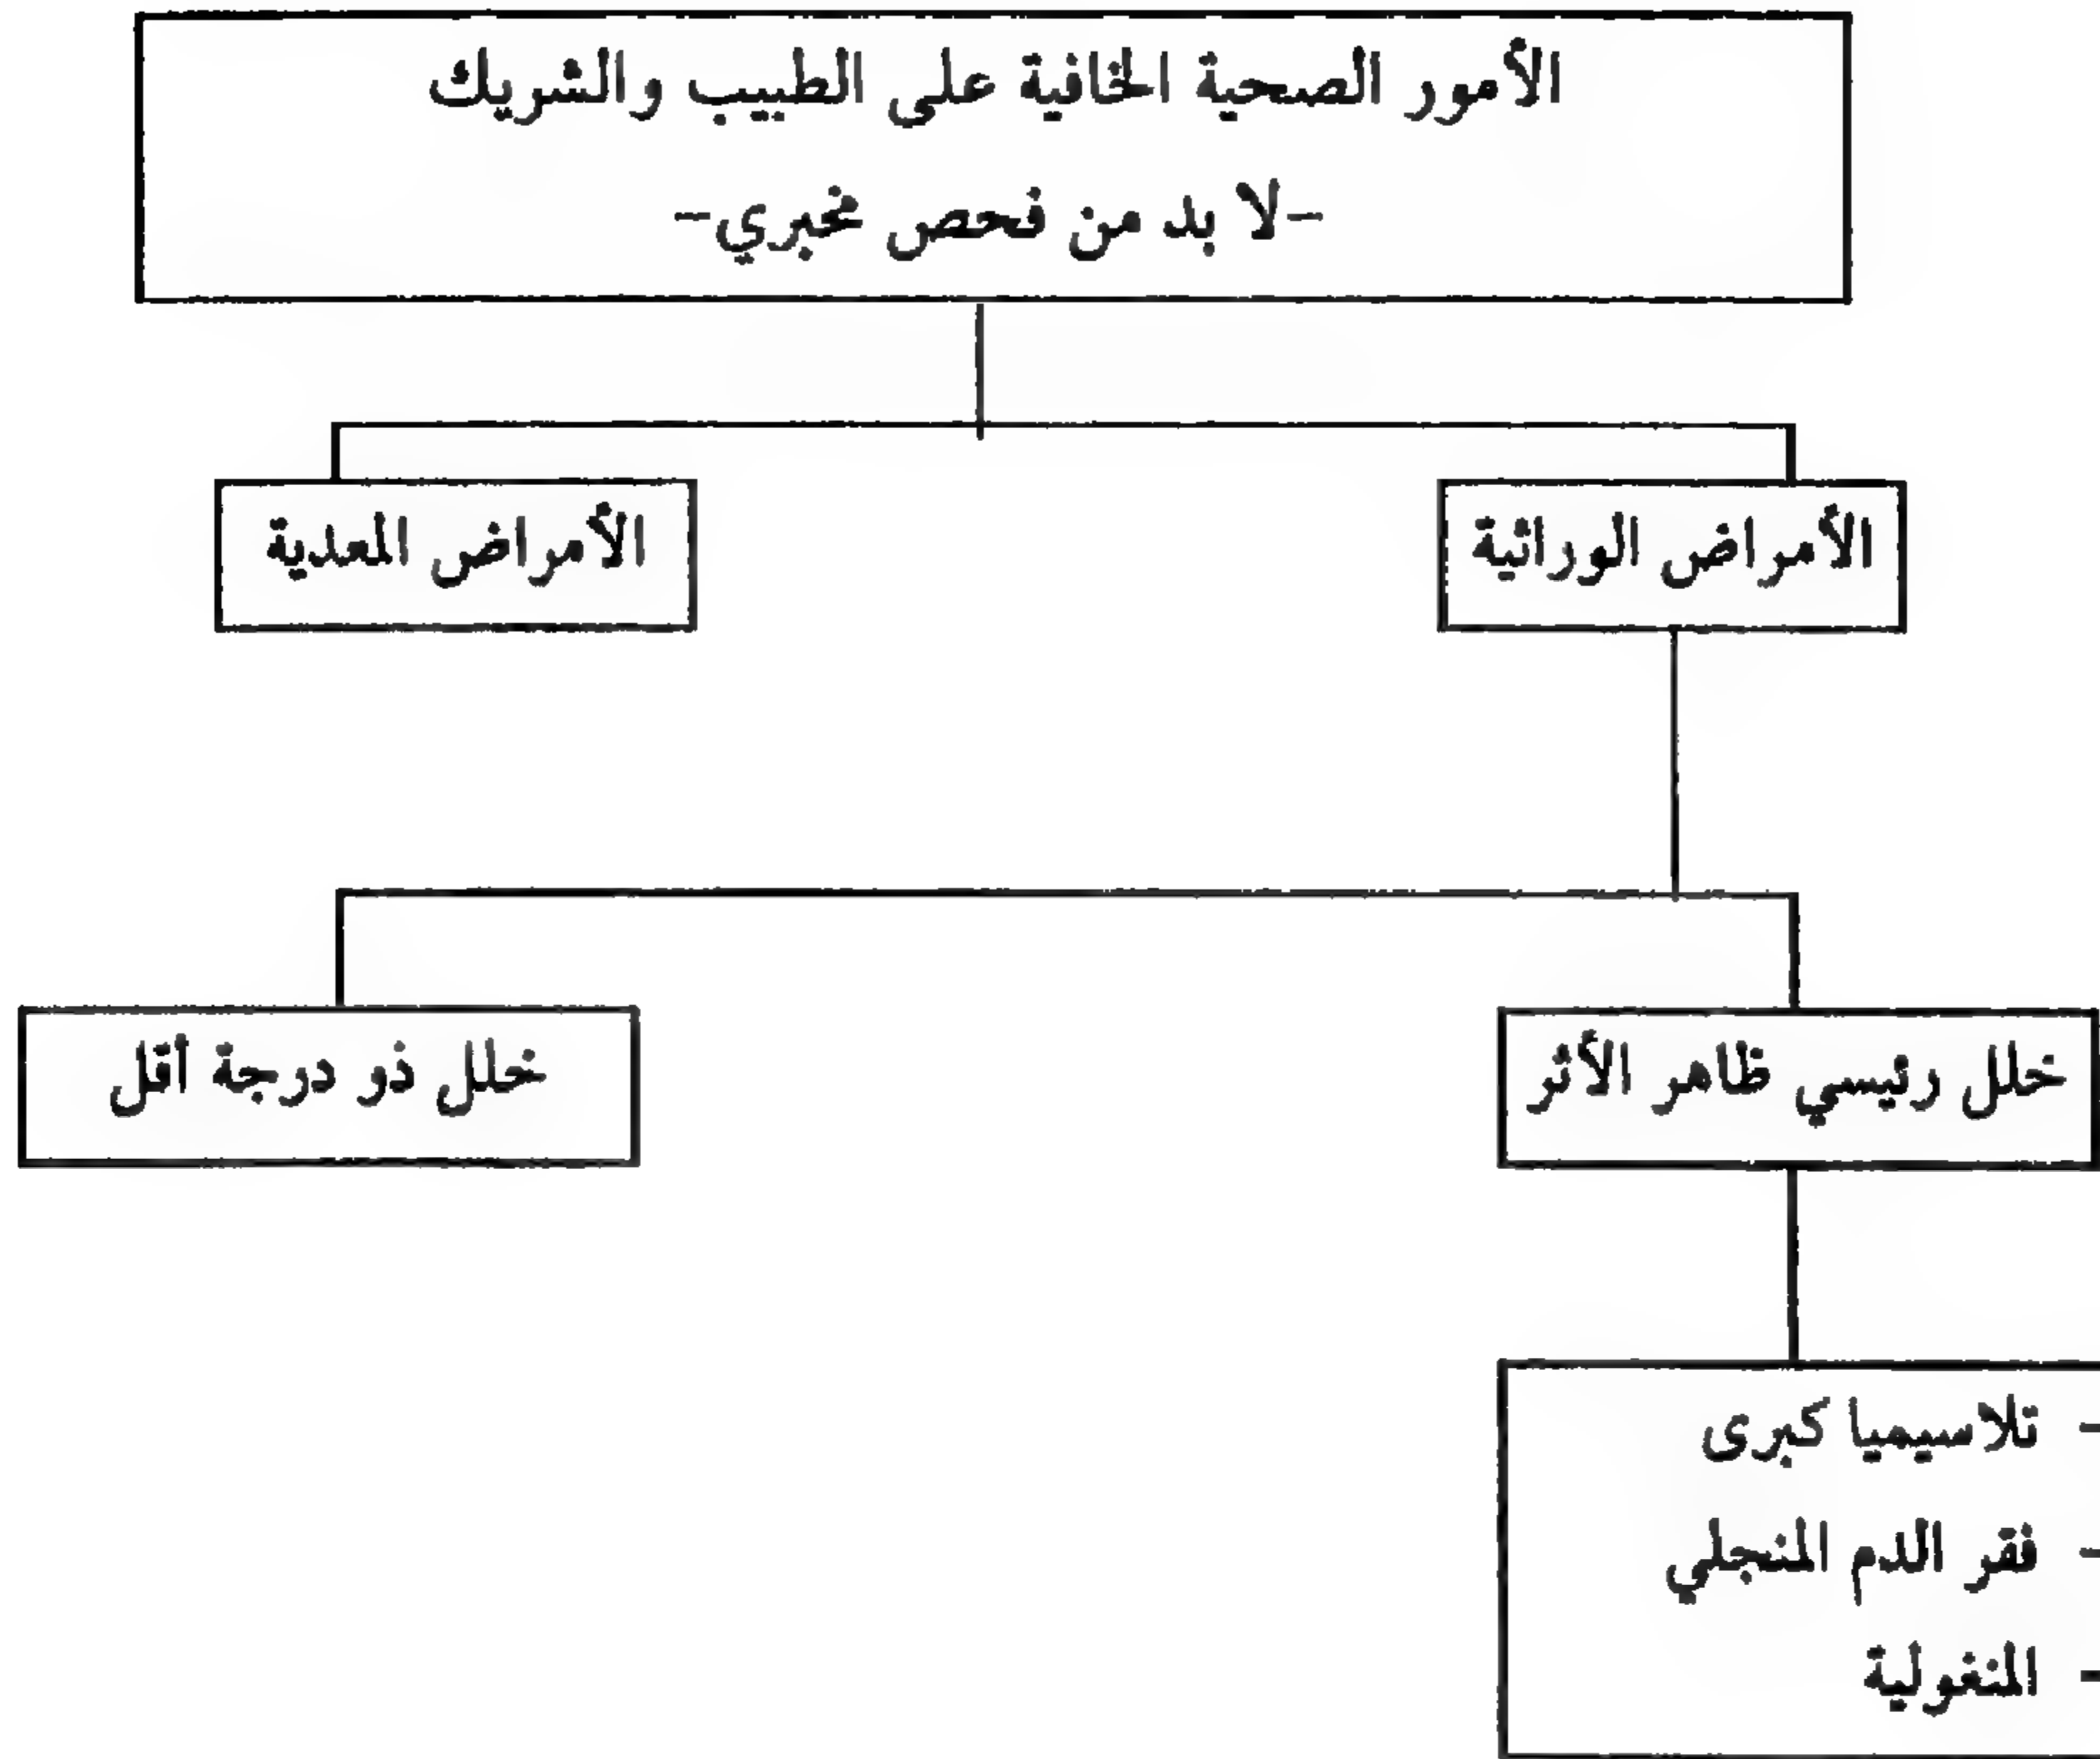 الأمور الصحية الخافية على الطبيب والشريك
-لا بد من فحص مخبري-
الأمراض الوراثية
الأمراض المعدية
خلل رئيسي ظاهر الأثر
خلل ذو درجة أقل
- تلاسيميا كبرى
- فقر الدم المنجلي
- المنغولية